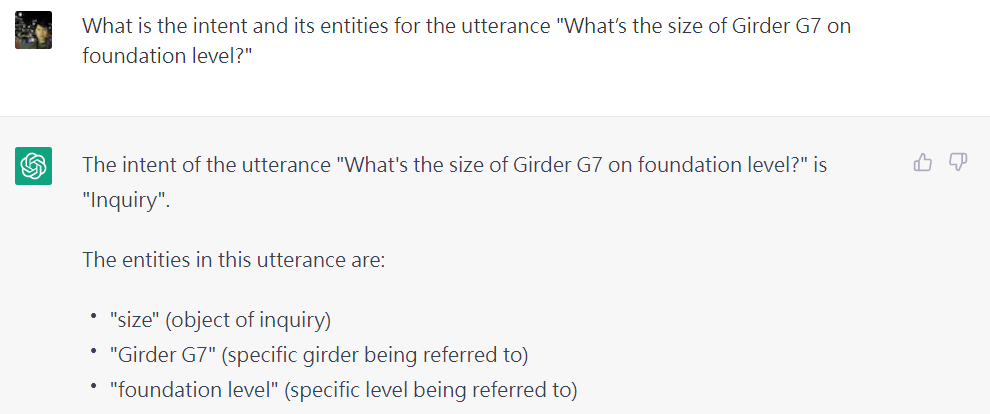 What is the intent and its entities for the utterance "What’s the size of Girder G7 on
foundation level?"
The intent of the utterance "What's the size of Girder G7 on foundation level?" is
"Inquiry".
The entities in this utterance are:
• "size" (object of inquiry)
• "Girder G7" (specific girder being referred to)
• "foundation level" (specific level being referred to)